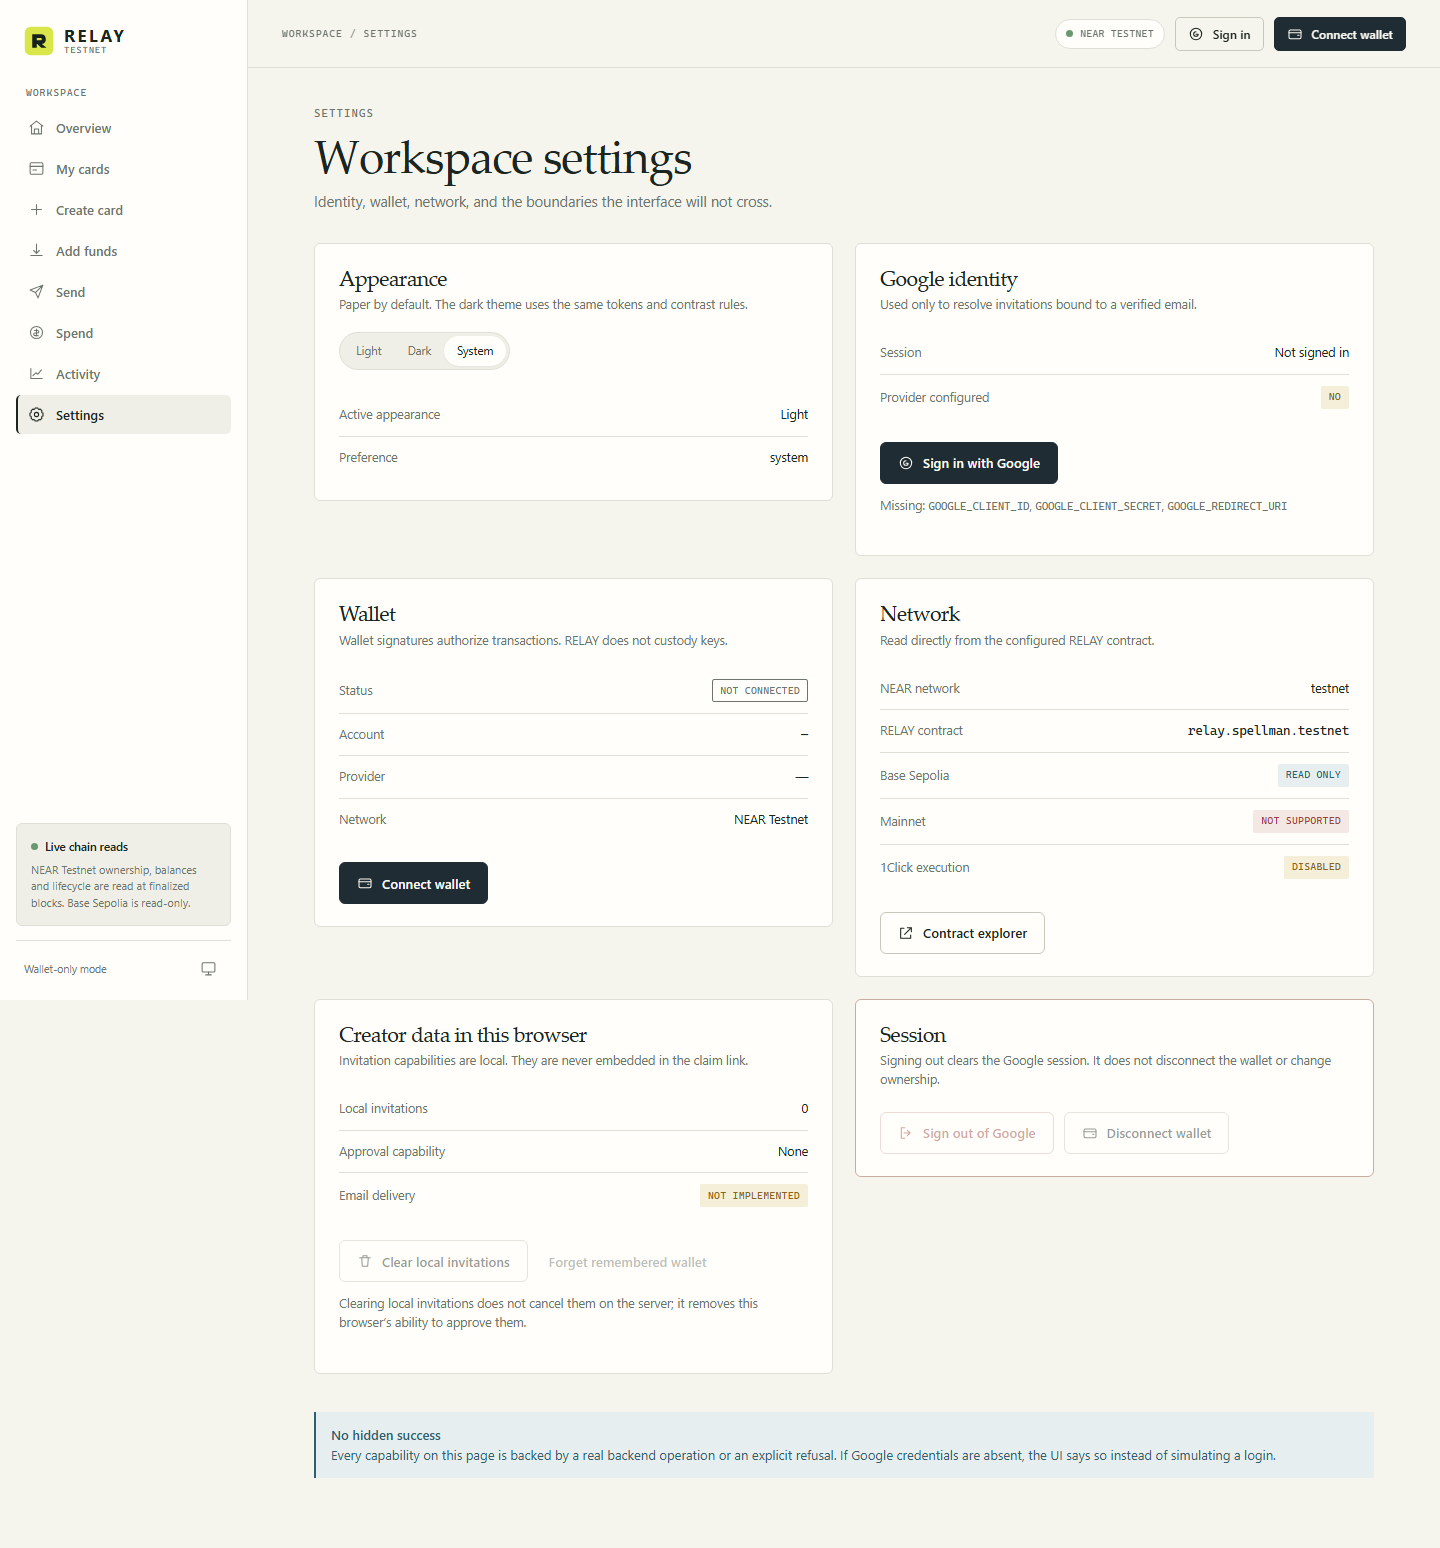 RELAY
TESTNET
WORKSPACE
Overview
My cards
Create card
Add funds
Send
Spend
Activity
Settings
Live chain reads
NEAR Testnet ownership, balances
and lifecycle are read at finalized
blocks. Base Sepolia is read-only.
Wallet-only mode
WORKSPACE / SETTINGS
NEAR TESTNET
Sign in
Connect wallet
SETTINGS
Workspace settings
Identity, wallet, network, and the boundaries the interface will not cross.
Appearance
Paper by default. The dark theme uses the same tokens and contrast rules.
Light Dark System
Active appearance Light
Preference system
Google identity
Used only to resolve invitations bound to a verified email.
Session Not signed in
Provider configured NO
Sign in with Google
Missing: GOOGLE_CLIENT_ID, GOOGLE_CLIENT_SECRET, GOOGLE_REDIRECT_URI
Wallet
Wallet signatures authorize transactions. RELAY does not custody keys.
Status NOT CONNECTED
Account –
Provider —
Network NEAR Testnet
Connect wallet
Network
Read directly from the configured RELAY contract.
NEAR network testnet
RELAY contract relay.spellman.testnet
Base Sepolia READ ONLY
Mainnet NOT SUPPORTED
1Click execution DISABLED
Contract explorer
Creator data in this browser
Invitation capabilities are local. They are never embedded in the claim link.
Local invitations 0
Approval capability None
Email delivery NOT IMPLEMENTED
Clear local invitations Forget remembered wallet
Clearing local invitations does not cancel them on the server; it removes this
browser's ability to approve them.
Session
Signing out clears the Google session. It does not disconnect the wallet or change
ownership.
Sign out of Google Disconnect wallet
No hidden success
Every capability on this page is backed by a real backend operation or an explicit refusal. If Google credentials are absent, the UI says so instead of simulating a login.